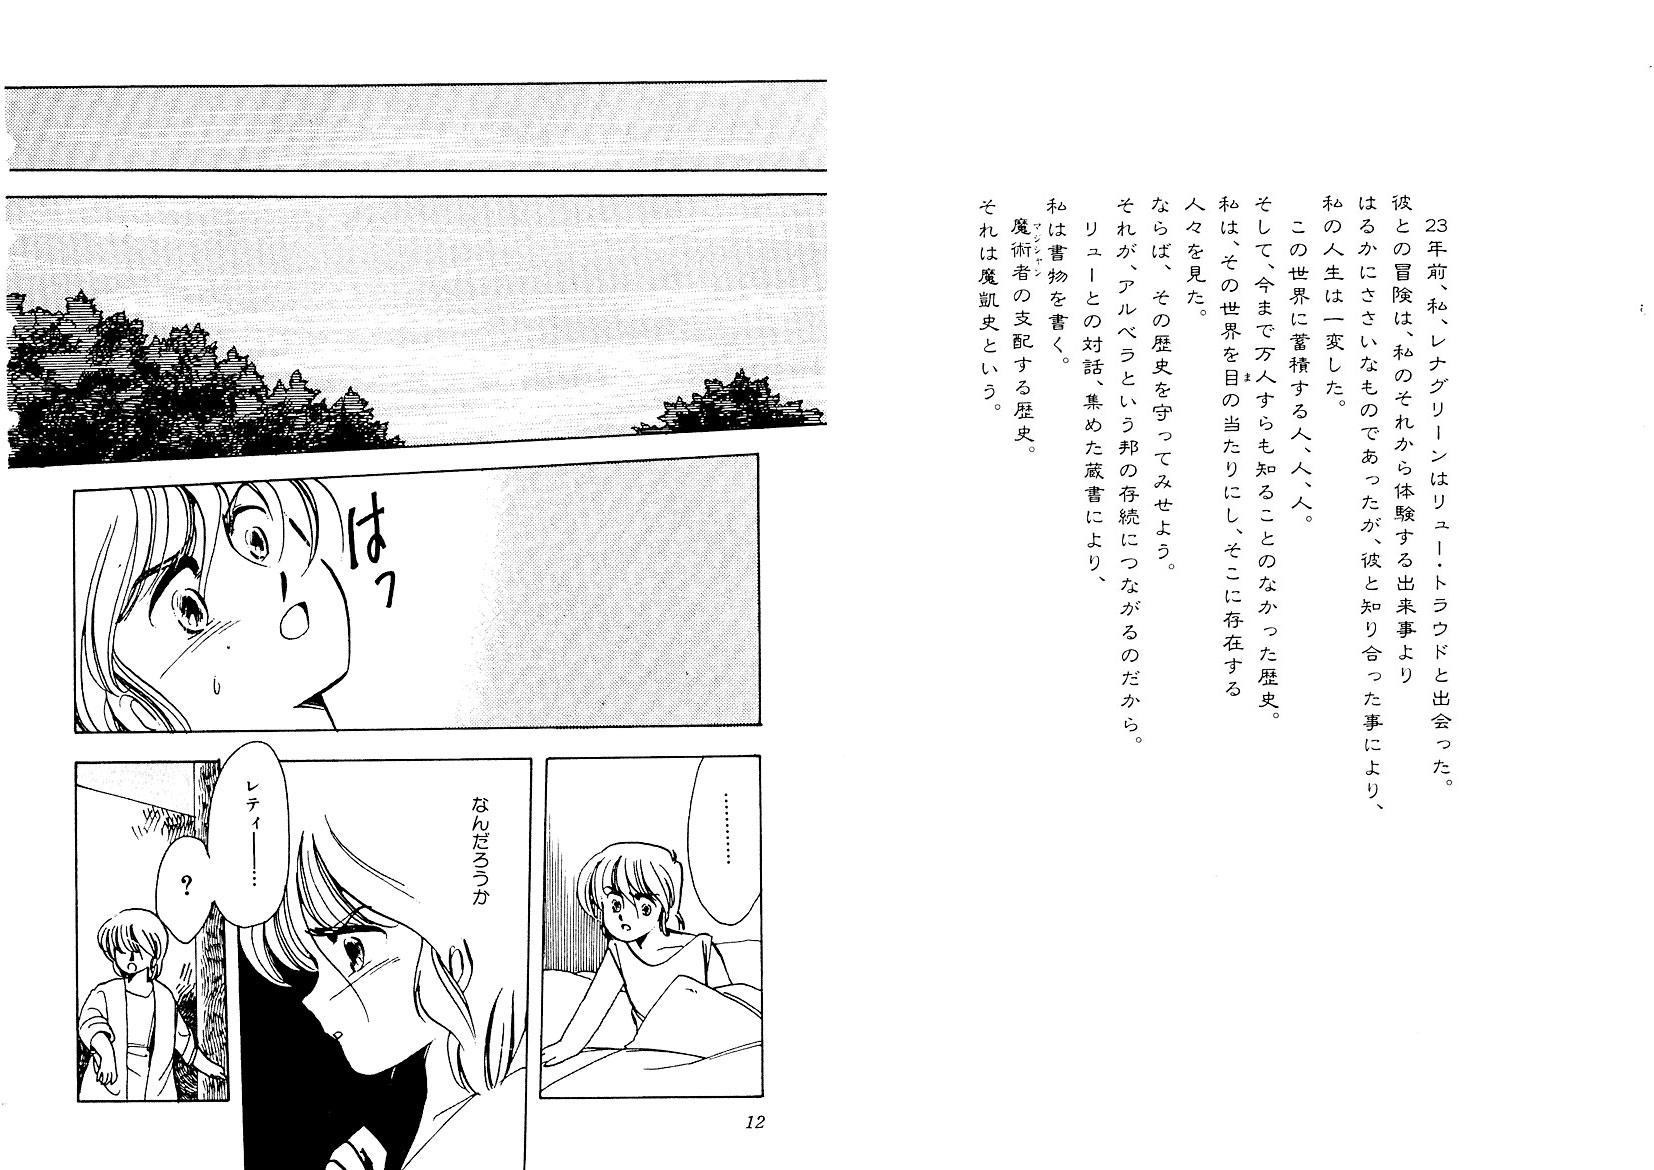 23年前、私、レナグリーンはリュー・トラウドと出会った。
彼との冒険は、私のそれから体験する出来事より
はるかにささいなものであったが、彼と知り合った事により、
私の人生は一変した。
この世界に蓄積する人、人、人。
そして、今まで万人すらも知ることのなかった歴史。
私は、その世界を目の当たりにし、そこに存在する
ま
人々を見た。
ならば、その歴史を守ってみせよう。
それが、アルベラという邦の存続につながるのだから。
リューとの対話、集めた蔵書により、
私は書物を書く。
魔術者の支配する歴史。
マジシャン
それは魔凱史という。
はっ
………
なんだろうか
レティー……
?
12